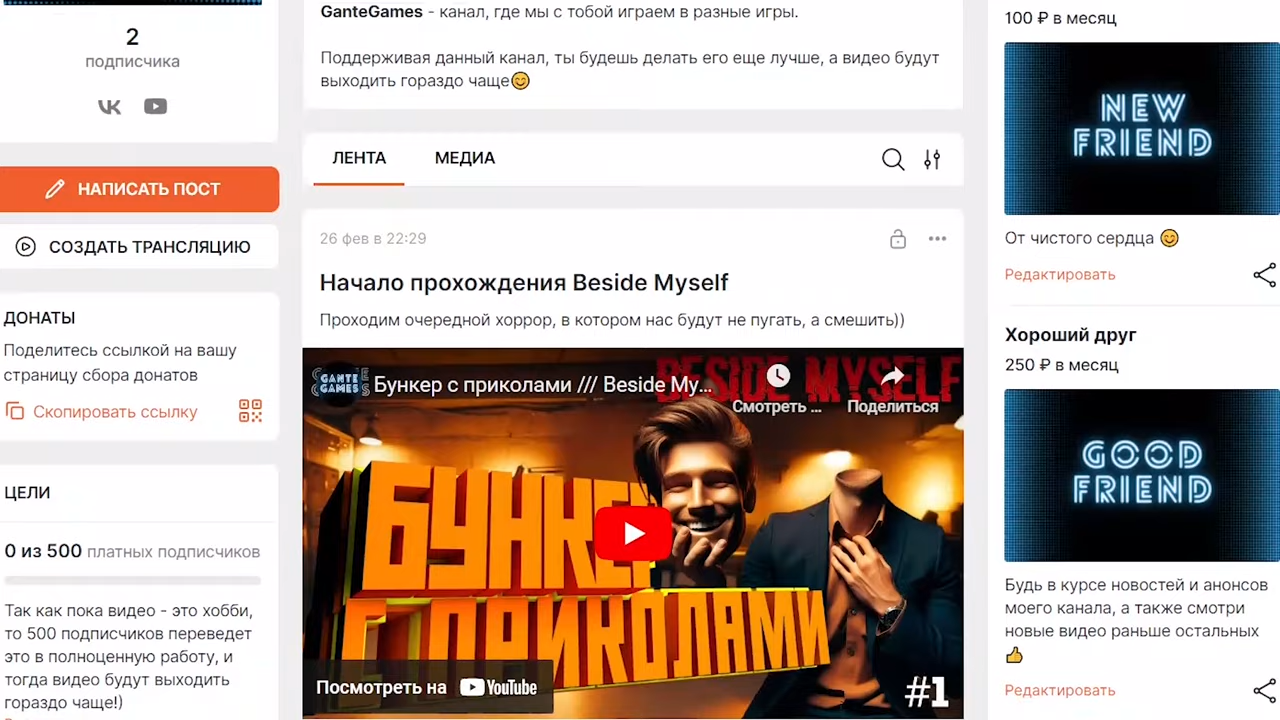 2
подписчика
НАПИСАТЬ ПОСТ
СОЗДАТЬ ТРАНСЛЯЦИЮ
ДОНАТЫ
Поделитесь ссылкой на вашу
страницу сбора донатов
Скопировать ссылку
ЦЕЛИ
0 из 500 платных подписчиков
Так как пока видео - это хобби,
то 500 подписчиков переведет
это в полноценную работу, и
тогда видео будут выходить
гораздо чаще!)
GanteGames - канал, где мы с тобой играем в разные игры.
Поддерживая данный канал, ты будешь делать его еще лучше, а видео будут
выходить гораздо чаще😊
ЛЕНТА МЕДИА
26 фев в 22:29
Начало прохождения Beside Myself
Проходим очередной хоррор, в котором нас будут не пугать, а смешить))
GANTE
GAMES
Бункер с приколами /// Beside My...
BESIDE MYSELF
Смотреть ... Поделиться
БУНКЕР
С ПРИКОЛАМИ
Посмотреть на YouTube
#1
100 ₽ в месяц
NEW
FRIEND
От чистого сердца 😊
Редактировать
Хороший друг
250 ₽ в месяц
GOOD
FRIEND
Будь в курсе новостей и анонсов
моего канала, а также смотри
новые видео раньше остальных
👍
Редактировать